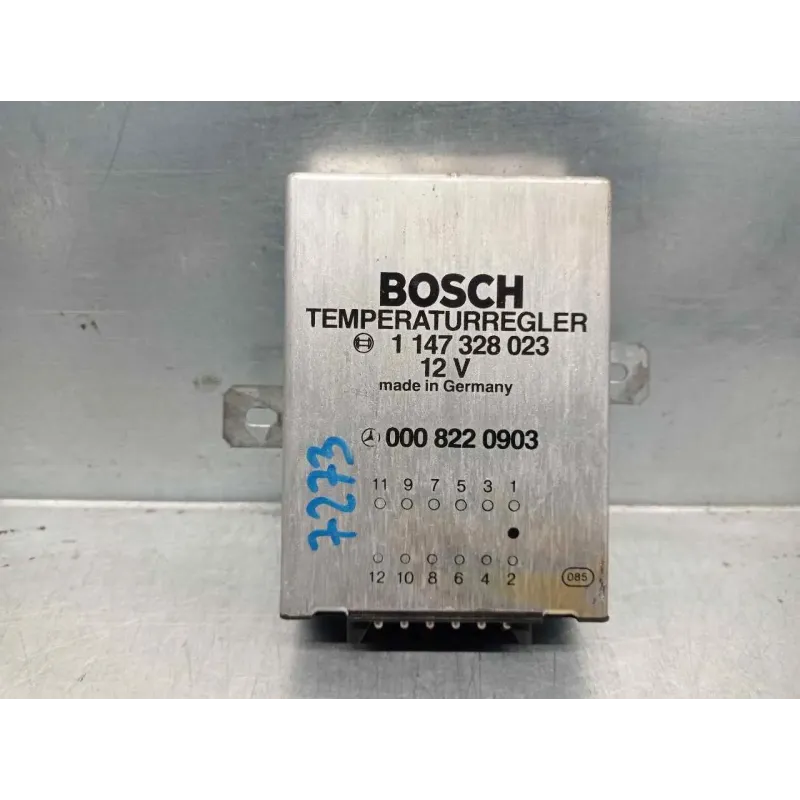 BOSCH
TEMPERATURREGLER
1 147 328 023
12 V
made in Germany
000 822 0903
7273
11 9 7 5 3 1
12 10 8 6 4 2
085